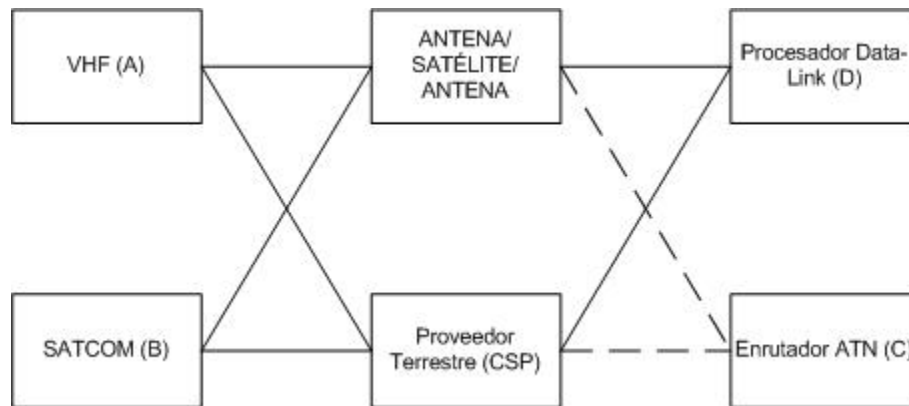 VHF (A)
ANTENA/
SATÉLITE/
ANTENA
Procesador Data-
Link (D)
SATCOM (B)
Proveedor
Terrestre (CSP)
Enrutador ATN (C)